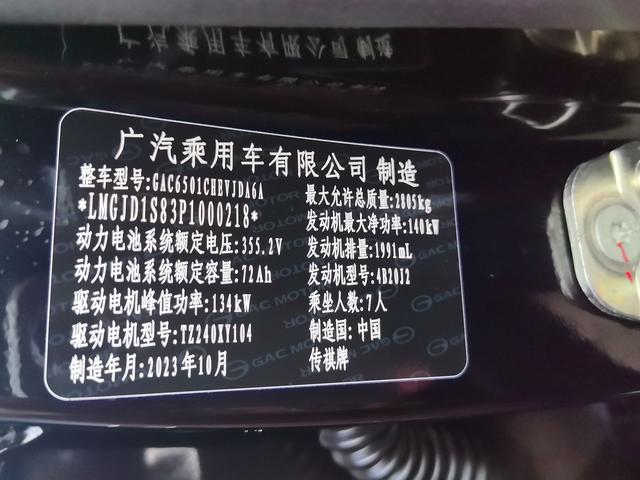 广汽乘用车有限公司 制造
整车型号:GAC6501CHEVJDA6A
*LMGJD1S83P1000218*
动力电池系统额定电压:355.2V
动力电池系统额定容量:72Ah
驱动电机峰值功率:134kW
驱动电机型号:TZ240XY104
制造年月:2023年10月
最大允许总质量:2805kg
发动机最大净功率:140kW
发动机排量:1991mL
发动机型号:4B20J2
乘坐人数:7人
制造国:中国
传祺牌
GAC MOTOR